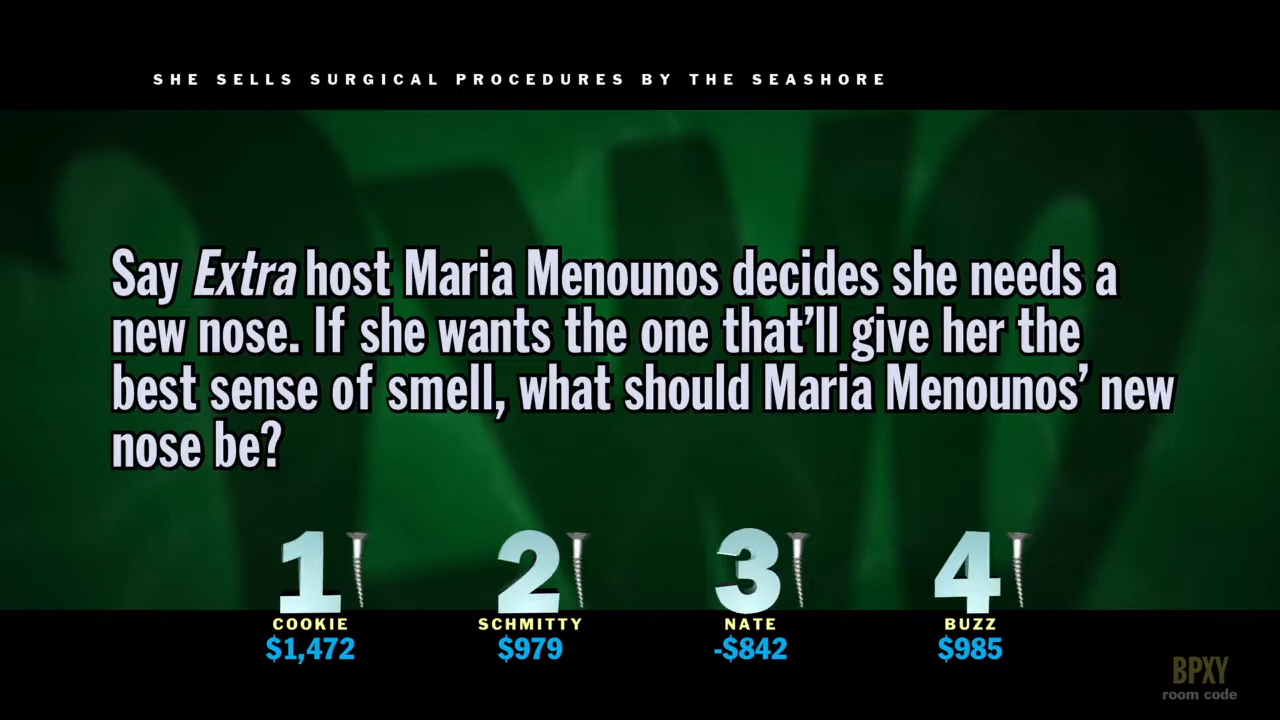 SHE SELLS SURGICAL PROCEDURES BY THE SEASHORE
Say Extra host Maria Menounos decides she needs a
new nose. If she wants the one that'll give her the
best sense of smell, what should Maria Menounos' new
nose be?
1 2 3 4
COOKIE SCHMITTY NATE BUZZ
$1,472 $979 -$842 $985
BPXY
room code